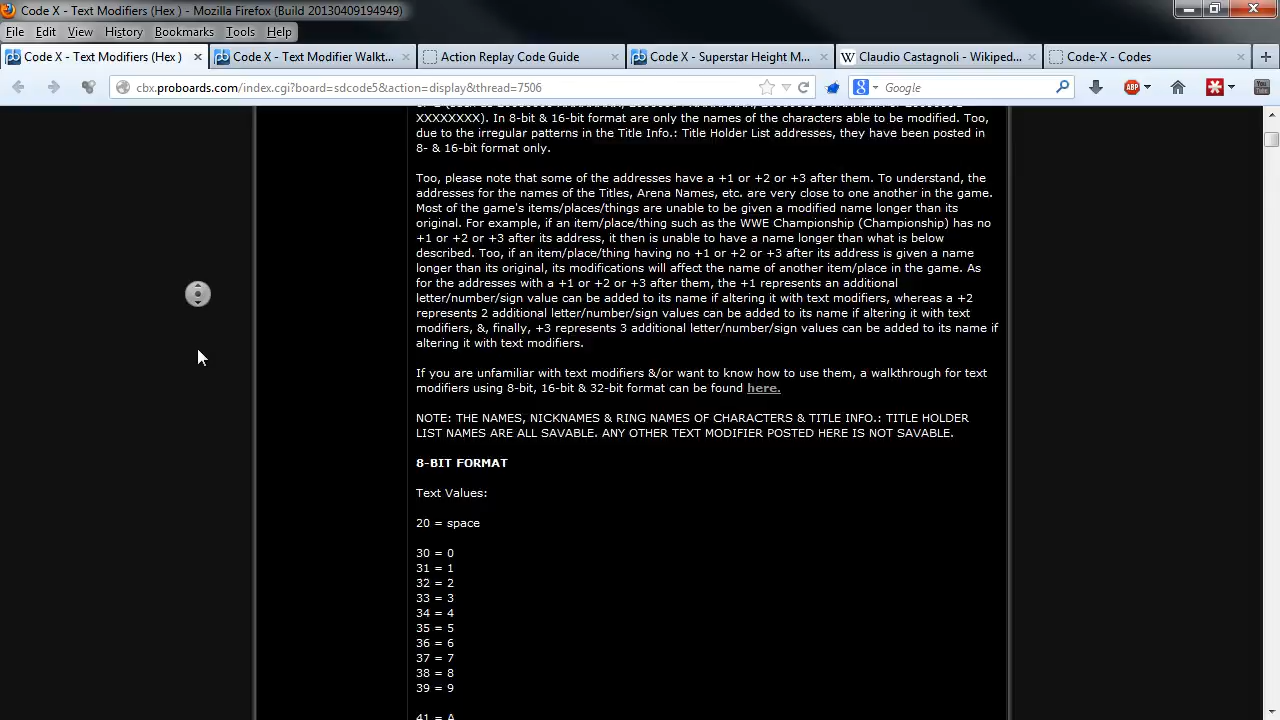 Code X - Text Modifiers (Hex ) - Mozilla Firefox (Build 20130409194949)
File Edit View History Bookmarks Tools Help
Code X - Text Modifiers (Hex )
Code X - Text Modifier Walkt...
Action Replay Code Guide
Code X - Superstar Height M...
Claudio Castagnoli - Wikiped...
Code-X - Codes
cbx.proboards.com/index.cgi?board=sdcode5&action=display&thread=7506
Google
XXXXXXXX). In 8-bit & 16-bit format are only the names of the characters able to be modified. Too,
due to the irregular patterns in the Title Info.: Title Holder List addresses, they have been posted in
8- & 16-bit format only.
Too, please note that some of the addresses have a +1 or +2 or +3 after them. To understand, the
addresses for the names of the Titles, Arena Names, etc. are very close to one another in the game.
Most of the game's items/places/things are unable to be given a modified name longer than its
original. For example, if an item/place/thing such as the WWE Championship (Championship) has no
+1 or +2 or +3 after its address, it then is unable to have a name longer than what is below
described. Too, if an item/place/thing having no +1 or +2 or +3 after its address is given a name
longer than its original, its modifications will affect the name of another item/place in the game. As
for the addresses with a +1 or +2 or +3 after them, the +1 represents an additional
letter/number/sign value can be added to its name if altering it with text modifiers, whereas a +2
represents 2 additional letter/number/sign values can be added to its name if altering it with text
modifiers, &, finally, +3 represents 3 additional letter/number/sign values can be added to its name if
altering it with text modifiers.
If you are unfamiliar with text modifiers &/or want to know how to use them, a walkthrough for text
modifiers using 8-bit, 16-bit & 32-bit format can be found here.
NOTE: THE NAMES, NICKNAMES & RING NAMES OF CHARACTERS & TITLE INFO.: TITLE HOLDER
LIST NAMES ARE ALL SAVABLE. ANY OTHER TEXT MODIFIER POSTED HERE IS NOT SAVABLE.
8-BIT FORMAT
Text Values:
20 = space
30 = 0
31 = 1
32 = 2
33 = 3
34 = 4
35 = 5
36 = 6
37 = 7
38 = 8
39 = 9
41 = A